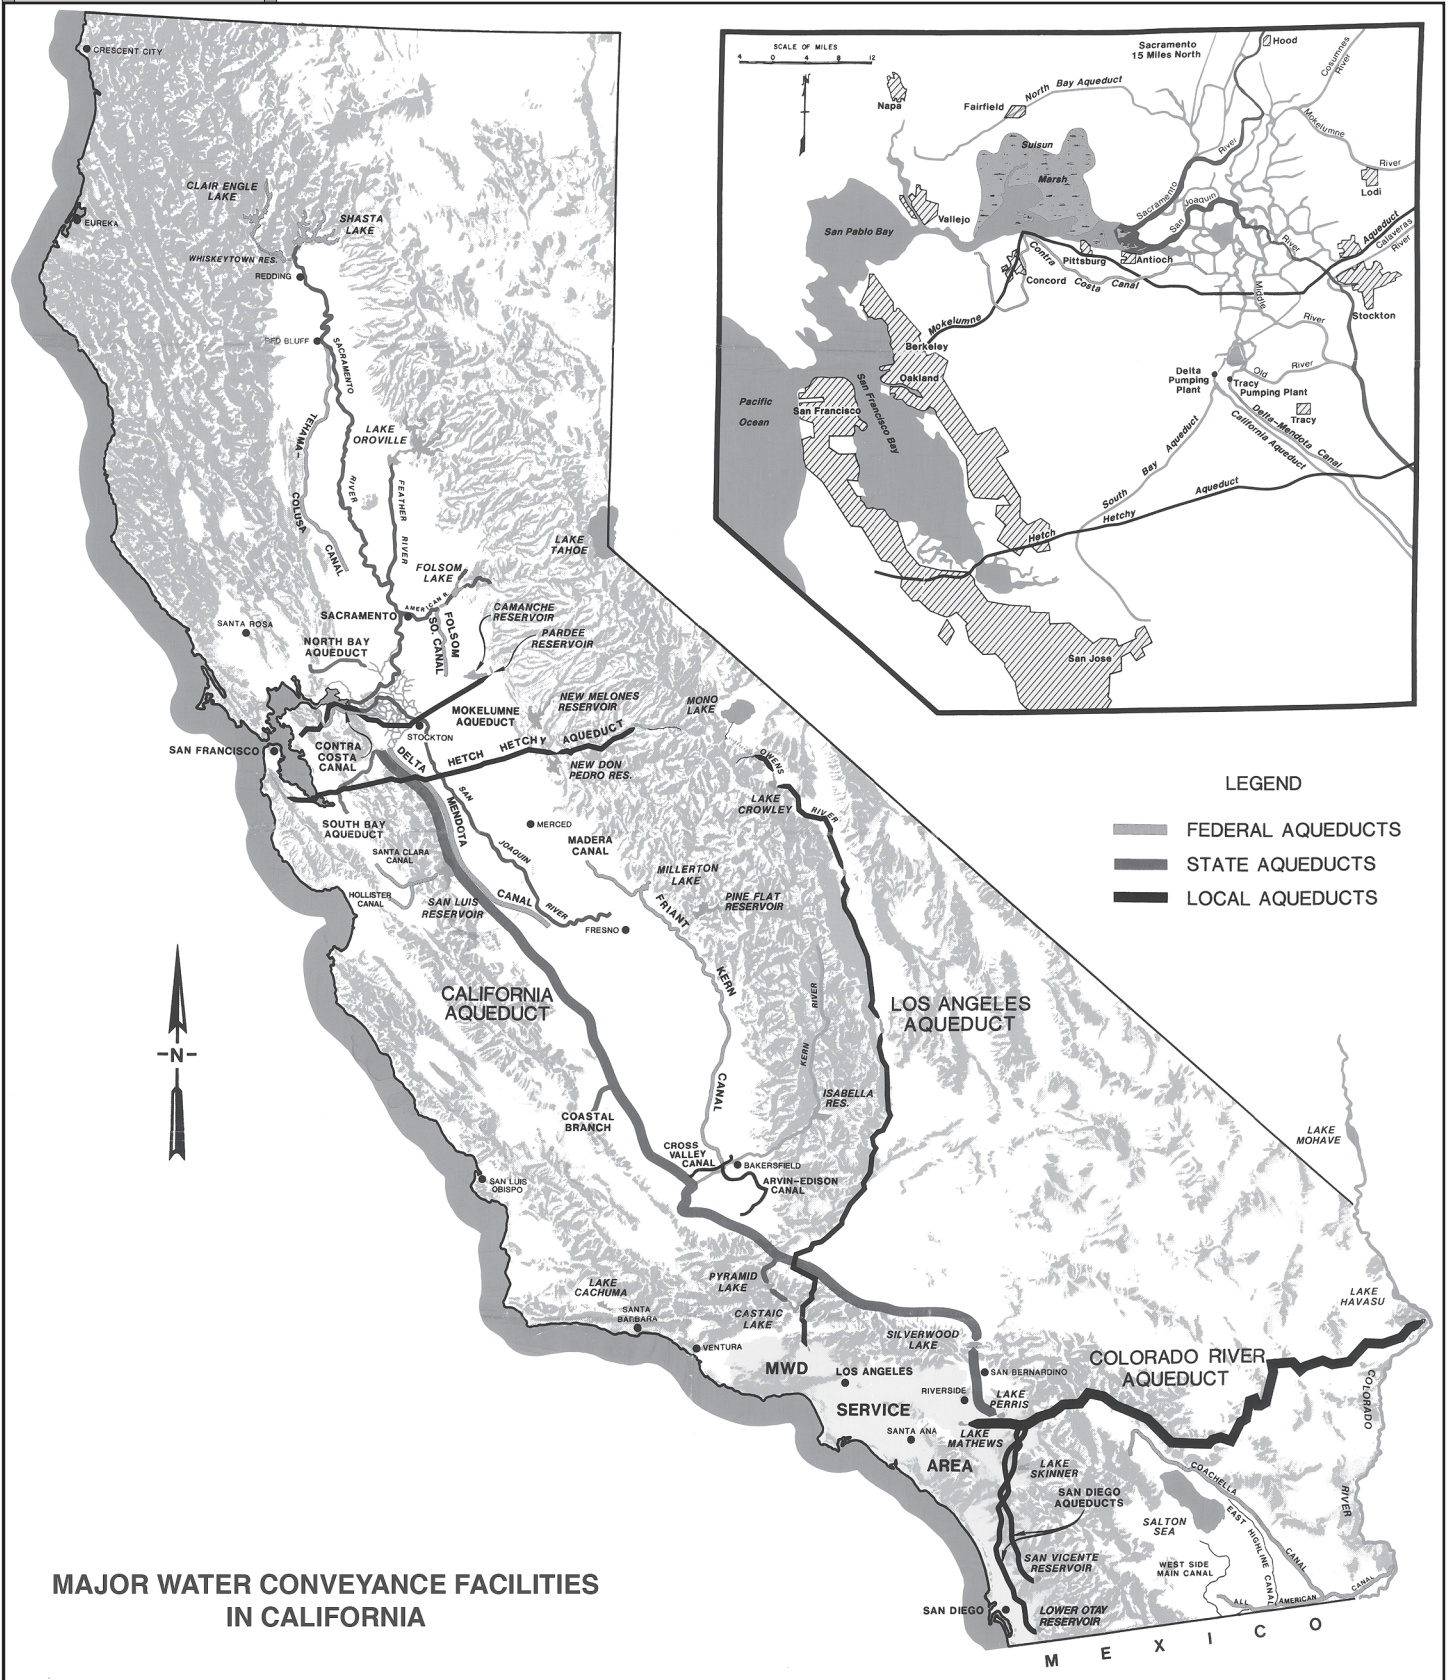 CRESCENT CITY
CLAIR ENGLE
LAKE
SHASTA
LAKE
EUREKA
WHISKEYTOWN RES.
REDDING
RED BLUFF
SACRAMENTO
RIVER
TEHAMA-
COLUSA
CANAL
LAKE
OROVILLE
FEATHER RIVER
LAKE
TAHOE
FOLSOM
LAKE
AMERICAN R.
SACRAMENTO
FOLSOM
SO. CANAL
CAMANCHE
RESERVOIR
PARDEE
RESERVOIR
SANTA ROSA
NORTH BAY
AQUEDUCT
NEW MELONES
RESERVOIR
MONO
LAKE
MOKELUMNE
AQUEDUCT
STOCKTON
SAN FRANCISCO
CONTRA
COSTA
CANAL
HETCH HETCHY AQUEDUCT
NEW DON
PEDRO RES.
DELTA
MENDOTA
CANAL
SAN
JOAQUIN
RIVER
OWENS
RIVER
LAKE
CROWLEY
SOUTH BAY
AQUEDUCT
MERCED
MADERA
CANAL
SANTA CLARA
CANAL
MILLERTON
LAKE
HOLLISTER
CANAL
SAN LUIS
RESERVOIR
PINE FLAT
RESERVOIR
FRESNO
FRIANT
KERN
CANAL
CALIFORNIA
AQUEDUCT
LOS ANGELES
AQUEDUCT
KERN RIVER
ISABELLA
RES.
COASTAL
BRANCH
CROSS
VALLEY
CANAL
BAKERSFIELD
ARVIN-EDISON
CANAL
SAN LUIS
OBISPO
LAKE
MOHAVE
PYRAMID
LAKE
LAKE
CACHUMA
SANTA
BARBARA
CASTAIC
LAKE
LAKE
HAVASU
VENTURA
SILVERWOOD
LAKE
MWD
LOS ANGELES
SAN BERNARDINO
COLORADO RIVER
AQUEDUCT
RIVERSIDE
LAKE
PERRIS
COLORADO
RIVER
SERVICE
SANTA ANA
LAKE
MATHEWS
AREA
LAKE
SKINNER
SAN DIEGO
AQUEDUCTS
COACHELLA
CANAL
SALTON
SEA
EAST HIGHLINE CANAL
SAN VICENTE
RESERVOIR
WEST SIDE
MAIN CANAL
ALL AMERICAN CANAL
SAN DIEGO
LOWER OTAY
RESERVOIR
MEXICO
-N-
MAJOR WATER CONVEYANCE FACILITIES
IN CALIFORNIA
LEGEND
FEDERAL AQUEDUCTS
STATE AQUEDUCTS
LOCAL AQUEDUCTS
SCALE OF MILES
4 0 4 8 12
Sacramento
15 Miles North
Hood
Cosumnes
River
Napa
Fairfield
North Bay Aqueduct
Mokelumne
River
Suisun
Marsh
River
Sacramento
Lodi
San Joaquin
River
Vallejo
San Pablo Bay
Aqueduct
Calaveras
River
Contra
Costa
Canal
Pittsburg
Antioch
Concord
Middle
River
Stockton
Mokelumne
Berkeley
Oakland
Delta
Pumping
Plant
Old River
Tracy
Pumping Plant
Tracy
Pacific
Ocean
San Francisco
San Francisco Bay
Delta-Mendota Canal
California Aqueduct
South Bay Aqueduct
Hetch Hetchy Aqueduct
San Jose